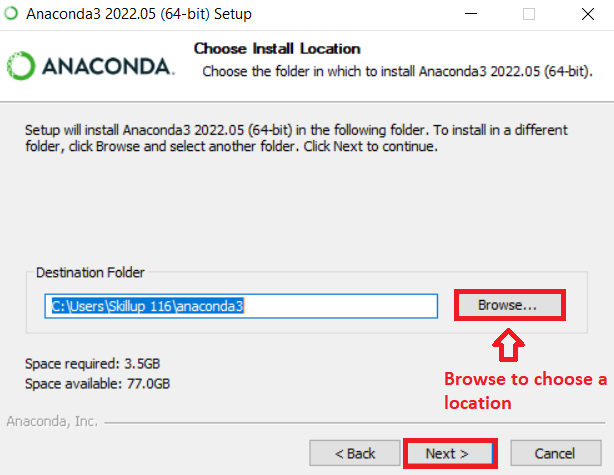 Anaconda3 2022.05 (64-bit) Setup
Choose Install Location
ANACONDA.
Choose the folder in which to install Anaconda3 2022.05 (64-bit).
Setup will install Anaconda3 2022.05 (64-bit) in the following folder. To install in a different
folder, click Browse and select another folder. Click Next to continue.
Destination Folder
C:\Users\Skillup 116\anaconda3
Browse...
Space required: 3.5GB
Space available: 77.0GB
Browse to choose a
location
Anaconda, Inc.
< Back
Next >
Cancel